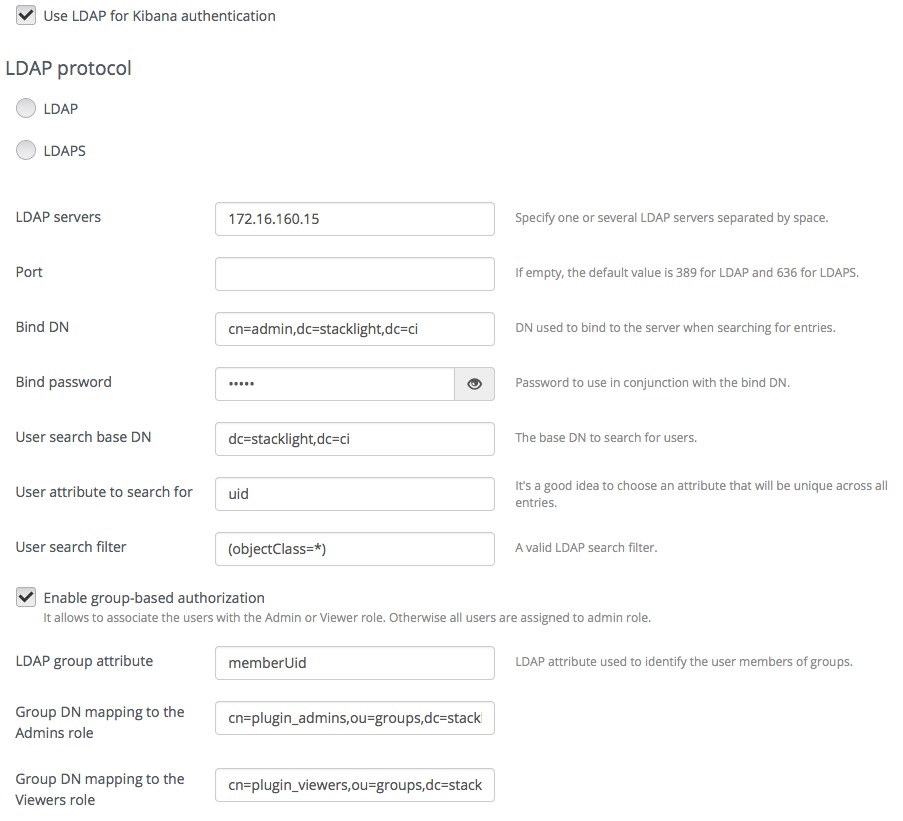 Use LDAP for Kibana authentication
LDAP protocol
LDAP
LDAPS
LDAP servers
172.16.160.15
Specify one or several LDAP servers separated by space.
Port
If empty, the default value is 389 for LDAP and 636 for LDAPS.
Bind DN
cn=admin,dc=stacklight,dc=ci
DN used to bind to the server when searching for entries.
Bind password
•••••
Password to use in conjunction with the bind DN.
User search base DN
dc=stacklight,dc=ci
The base DN to search for users.
User attribute to search for
uid
It's a good idea to choose an attribute that will be unique across all
entries.
User search filter
(objectClass=*)
A valid LDAP search filter.
Enable group-based authorization
It allows to associate the users with the Admin or Viewer role. Otherwise all users are assigned to admin role.
LDAP group attribute
memberUid
LDAP attribute used to identify the user members of groups.
Group DN mapping to the
Admins role
cn=plugin_admins,ou=groups,dc=stackl
Group DN mapping to the
Viewers role
cn=plugin_viewers,ou=groups,dc=stack